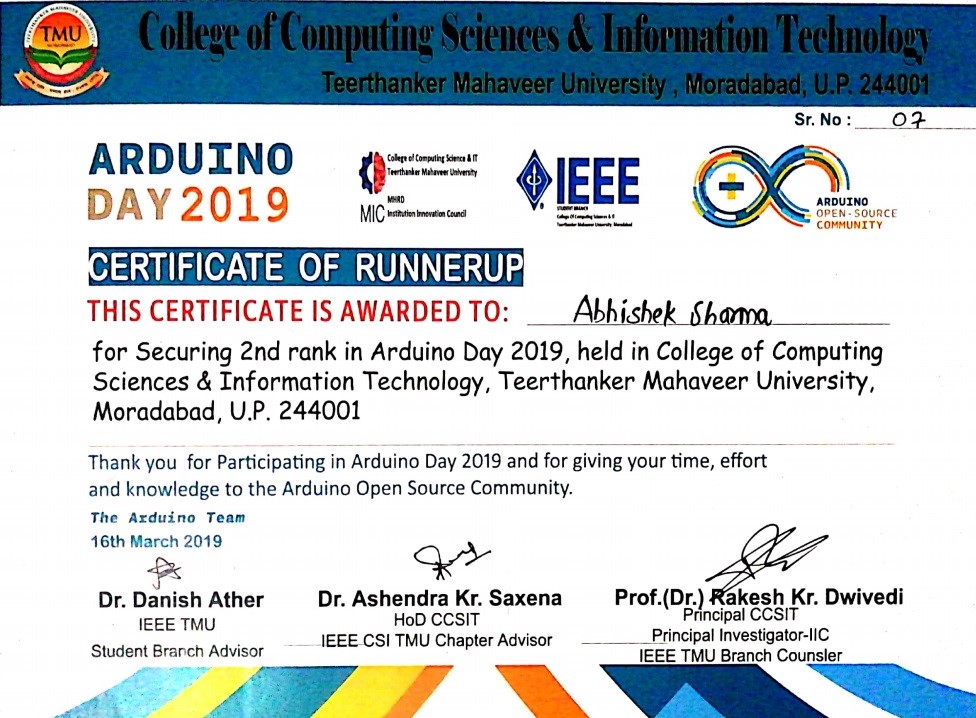 TMU
College of Computing Sciences & Information Technology
Teerthanker Mahaveer University , Moradabad, U.P. 244001
Sr. No : 07
ARDUINO
DAY 2019
College of Computing Science & IT
Teerthanker Mahaveer University
MHRD
MIC Institution Innovation Council
IEEE
STUDENT BRANCH
College Of Computing Sciences & IT
Teerthanker Mahaveer University Moradabad
ARDUINO
OPEN-SOURCE
COMMUNITY
CERTIFICATE OF RUNNERUP
THIS CERTIFICATE IS AWARDED TO: Abhishek Sharma
for Securing 2nd rank in Arduino Day 2019, held in College of Computing
Sciences & Information Technology, Teerthanker Mahaveer University,
Moradabad, U.P. 244001
Thank you for Participating in Arduino Day 2019 and for giving your time, effort
and knowledge to the Arduino Open Source Community.
The Arduino Team
16th March 2019
Dr. Danish Ather
IEEE TMU
Student Branch Advisor
Dr. Ashendra Kr. Saxena
HoD CCSIT
IEEE CSI TMU Chapter Advisor
Prof.(Dr.) Rakesh Kr. Dwivedi
Principal CCSIT
Principal Investigator-IIC
IEEE TMU Branch Counsler